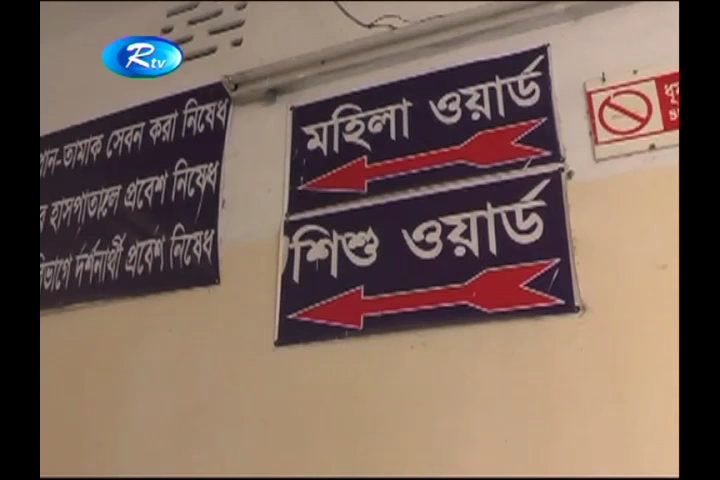 Rtv
পান-তামাক সেবন করা নিষেধ
হাসপাতালে প্রবেশ নিষেধ
দর্শনার্থী প্রবেশ নিষেধ
মহিলা ওয়ার্ড
শিশু ওয়ার্ড